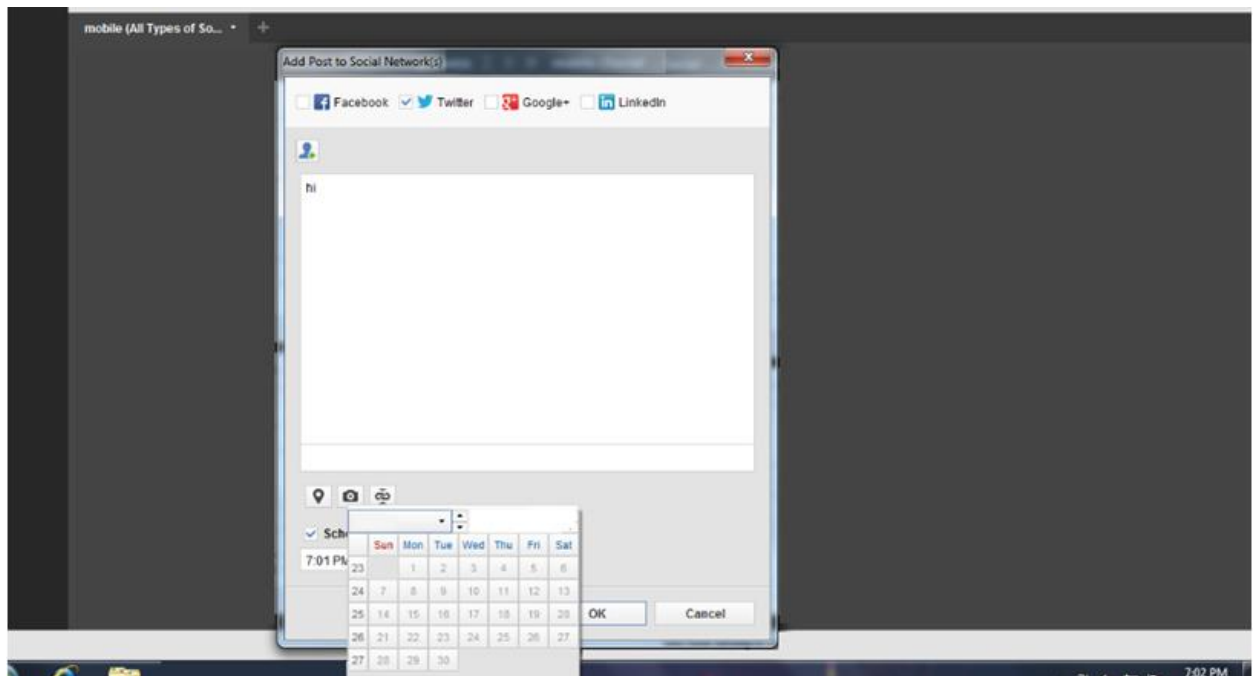 mobile (All Types of So...
Add Post to Social Network(s)
Facebook Twitter Google+ LinkedIn
hi
Sch
7:01 PM
Sun Mon Tue Wed Thu Fri Sat
23 1 2 3 4 5 6
24 7 8 9 10 11 12 13
25 14 15 16 17 18 19 20
26 21 22 23 24 25 26 27
27 28 29 30
OK Cancel
7:02 PM